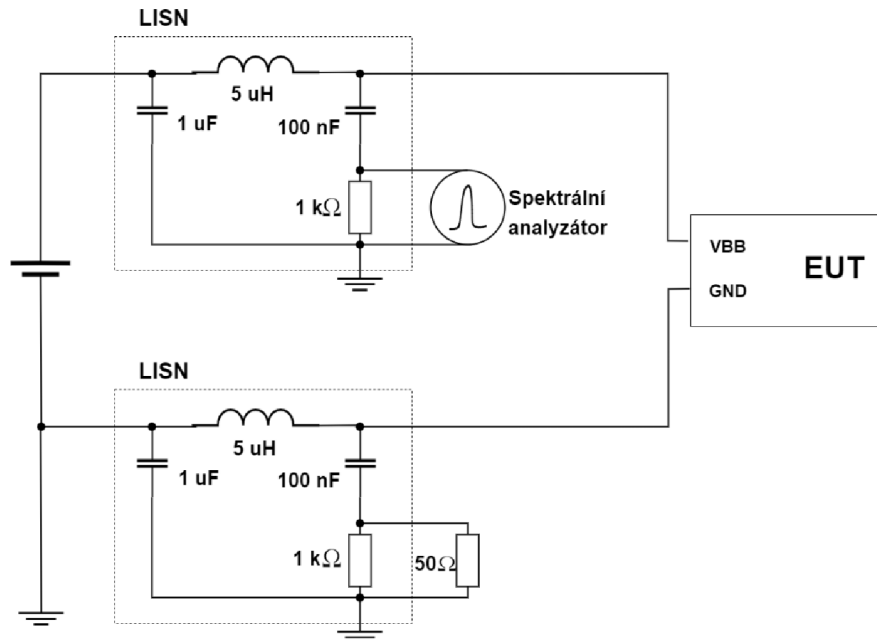 LISN
5 uH
1 uF
100 nF
1 kΩ
Spektrální
analyzátor
VBB
EUT
GND
LISN
5 uH
1 uF
100 nF
1 kΩ
50Ω